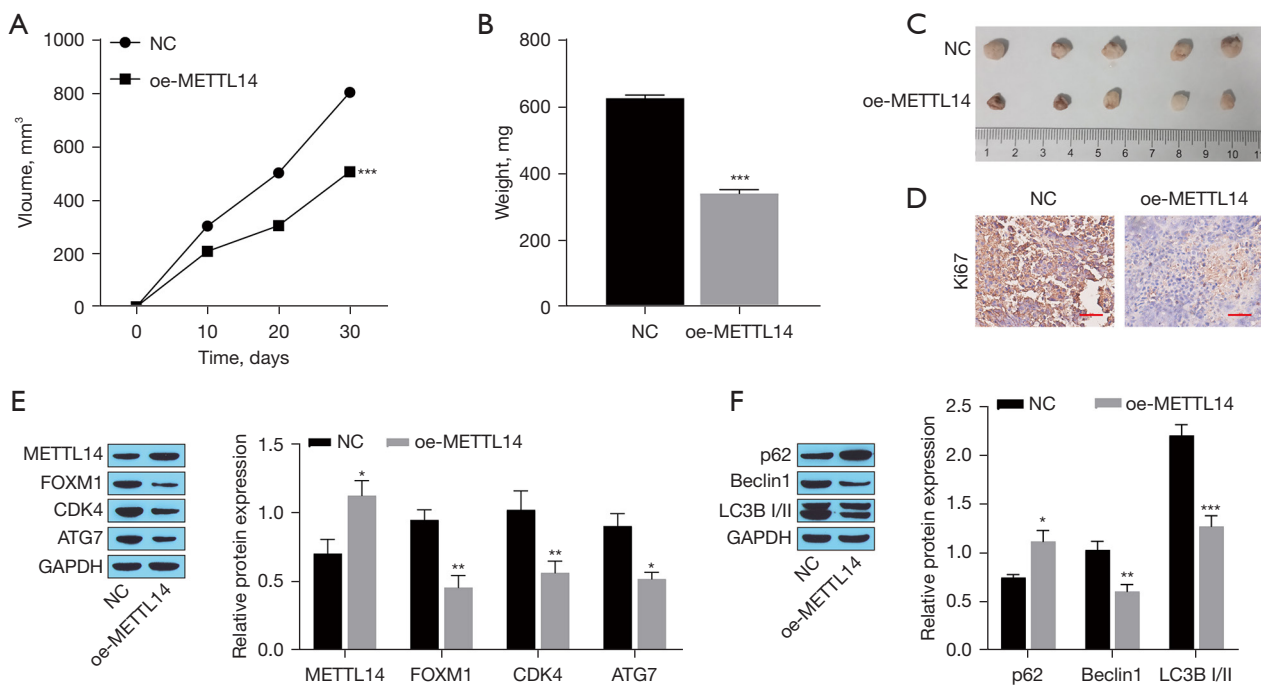 A
1000
800
600
400
200
0
Vloume, mm³
NC
oe-METTL14
***
0 10 20 30
Time, days
B
800
600
400
200
0
Weight, mg
***
NC oe-METTL14
C
NC
oe-METTL14
1 2 3 4 5 6 7 8 9 10 11
D
NC oe-METTL14
Ki67
E
METTL14
FOXM1
CDK4
ATG7
GAPDH
NC
oe-METTL14
NC oe-METTL14
1.5
1.0
0.5
0.0
Relative protein expression
* ** ** *
METTL14 FOXM1 CDK4 ATG7
F
p62
Beclin1
LC3B I/II
GAPDH
NC
oe-METTL14
NC oe-METTL14
2.5
2.0
1.5
1.0
0.5
0.0
Relative protein expression
* ** ***
p62 Beclin1 LC3B I/II